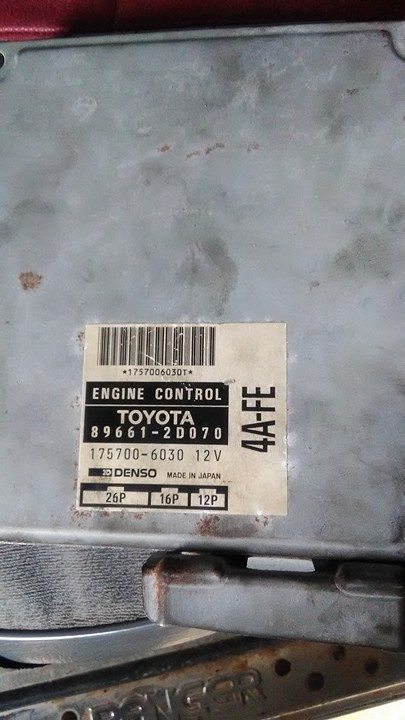 *1757006030T*
ENGINE CONTROL
TOYOTA
89661-2D070
175700-6030 12V
DENSO MADE IN JAPAN
26P 16P 12P
4A-FE